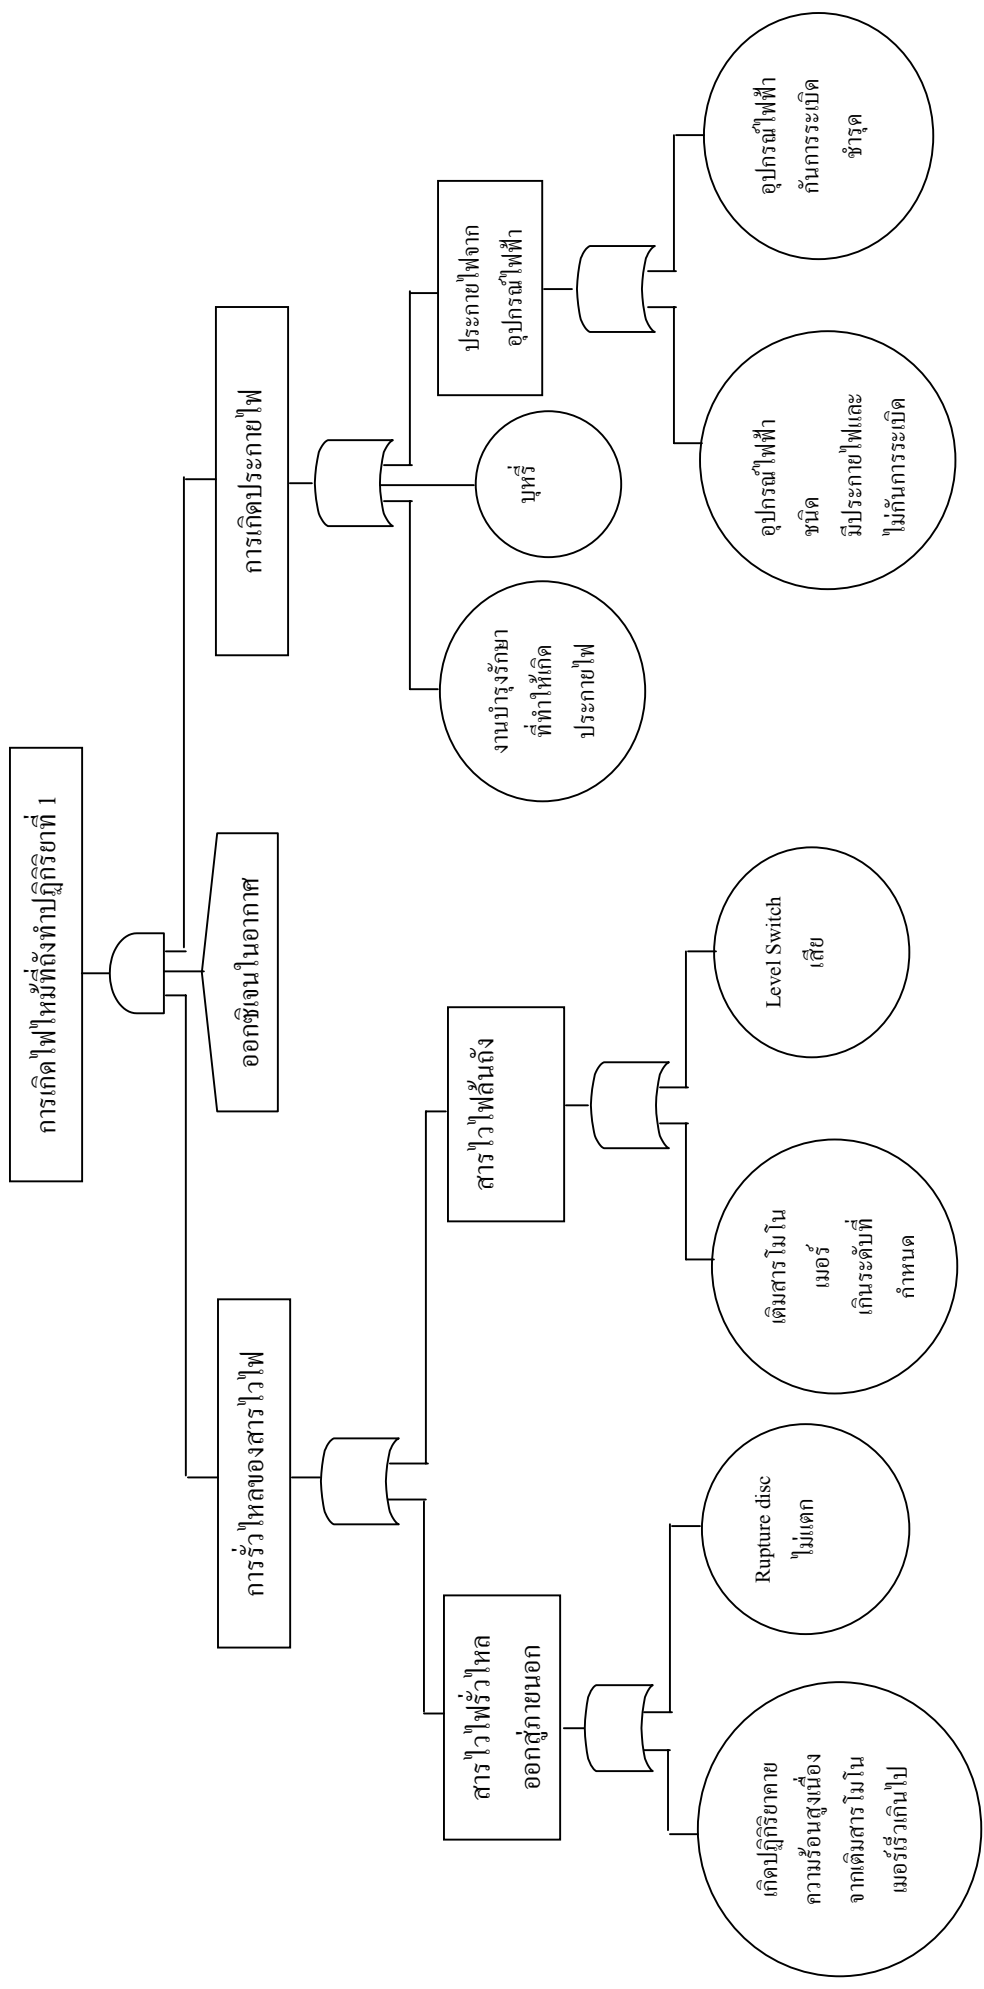 การเกิดไฟไหม้ที่ถังทำปฏิกิริยาที่ 1
การรั่วไหลของสารไวไฟ
ออกซิเจนในอากาศ
การเกิดประกายไฟ
สารไวไฟรั่วไหล
ออกสู่ภายนอก
สารไวไฟล้นถัง
งานบำรุงรักษา
ที่ทำให้เกิด
ประกายไฟ
บุหรี่
ประกายไฟจาก
อุปกรณ์ไฟฟ้า
เกิดปฏิกิริยาคาย
ความร้อนสูงเนื่อง
จากเติมสารโมโน
เมอร์เร็วเกินไป
Rupture disc
ไม่แตก
เติมสารโมโน
เมอร์
เกินระดับที่
กำหนด
Level Switch
เสีย
อุปกรณ์ไฟฟ้า
ชนิด
มีประกายไฟและ
ไม่กันการระเบิด
อุปกรณ์ไฟฟ้า
กันการระเบิด
ชำรุด